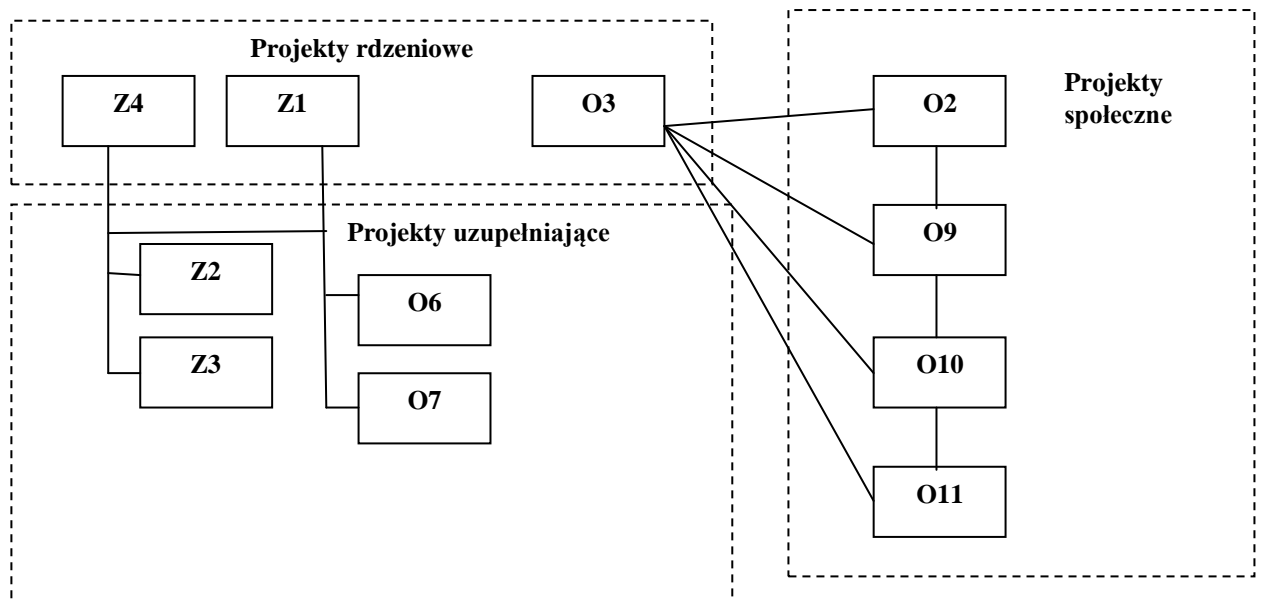 Projekty rdzeniowe
Z4
Z1
O3
Projekty uzupełniające
Z2
Z3
O6
O7
Projekty
społeczne
O2
O9
O10
O11